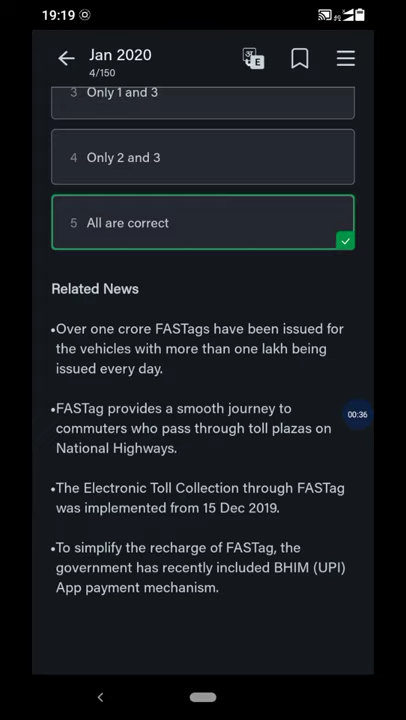 19:19
Jan 2020
4/150
3 Only 1 and 3
4 Only 2 and 3
5 All are correct
Related News
•Over one crore FASTags have been issued for
the vehicles with more than one lakh being
issued every day.
•FASTag provides a smooth journey to
commuters who pass through toll plazas on
National Highways.
00:36
•The Electronic Toll Collection through FASTag
was implemented from 15 Dec 2019.
•To simplify the recharge of FASTag, the
government has recently included BHIM (UPI)
App payment mechanism.